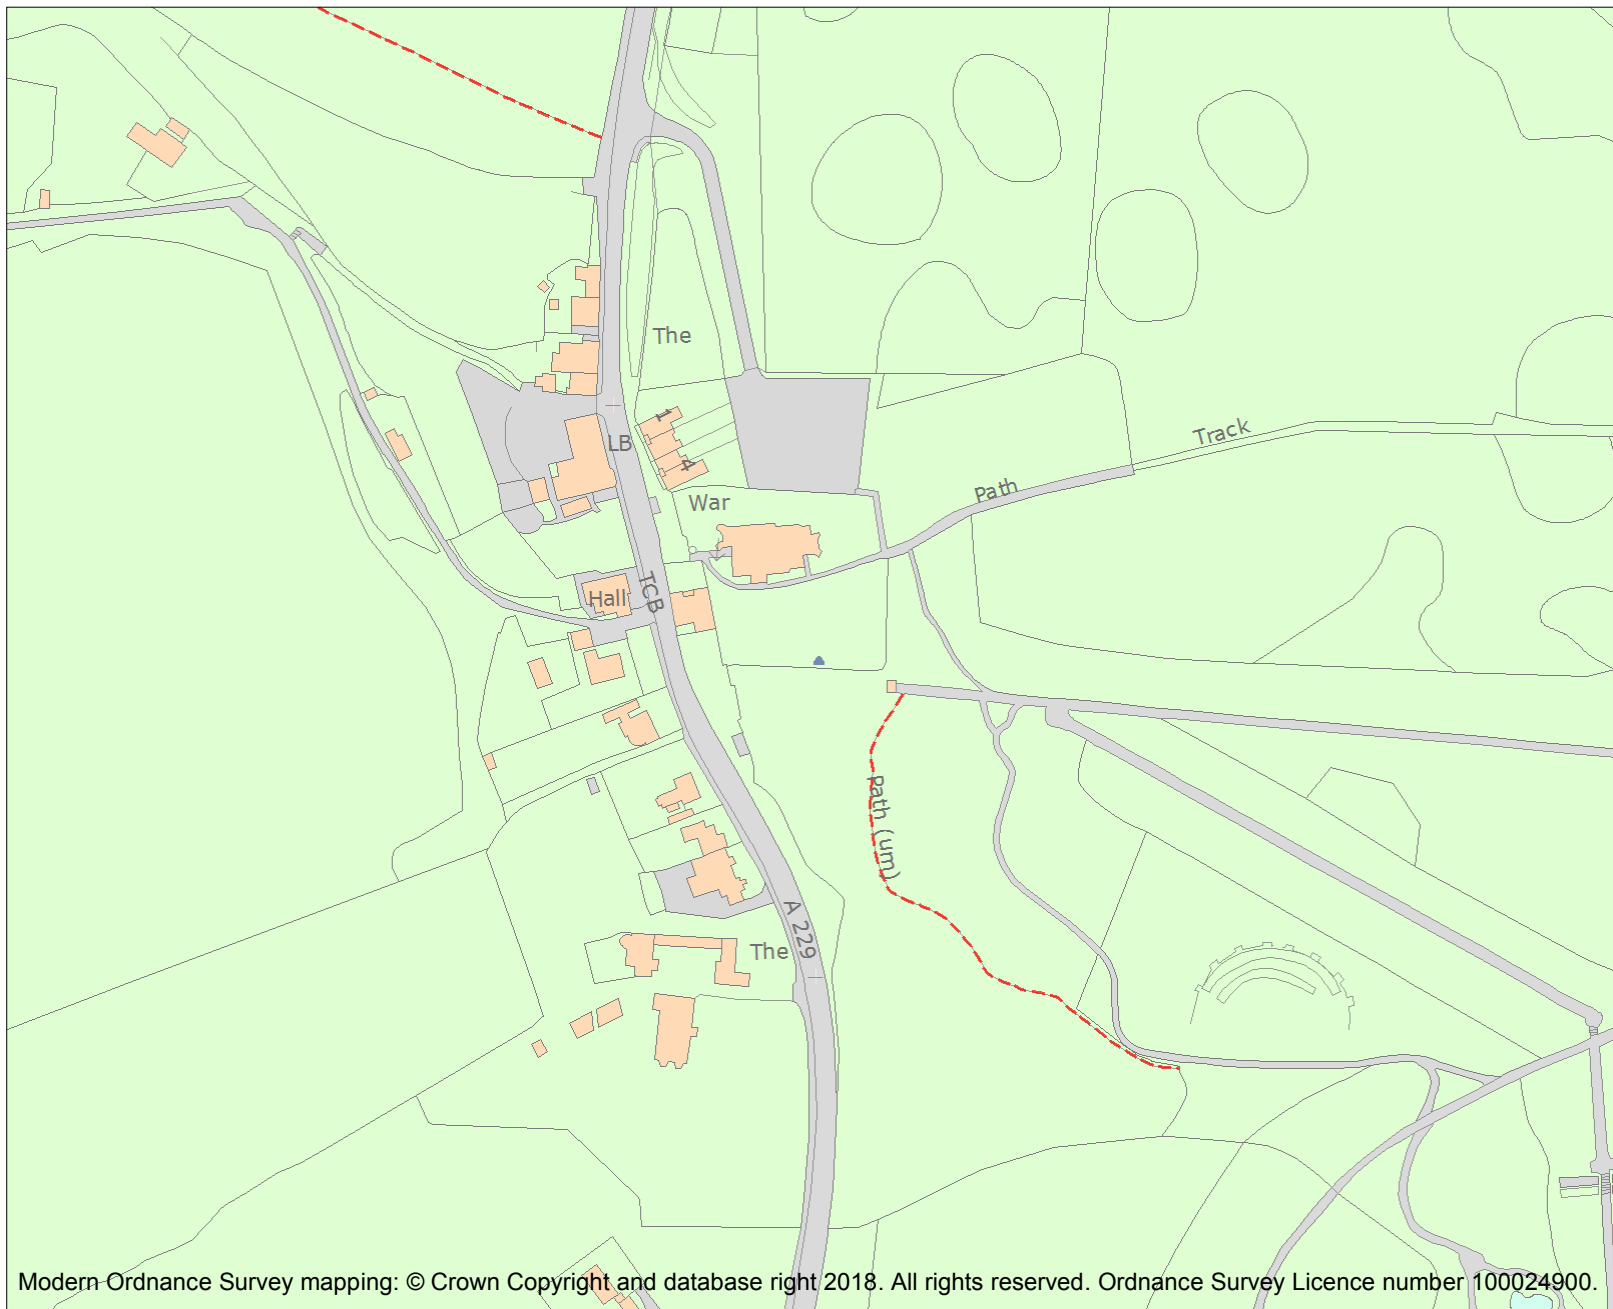 The
1
LB
4
Track
Path
War
TCB
Hall
Path (um)
A 229
The
Modern Ordnance Survey mapping: © Crown Copyright and database right 2018. All rights reserved. Ordnance Survey Licence number 100024900.